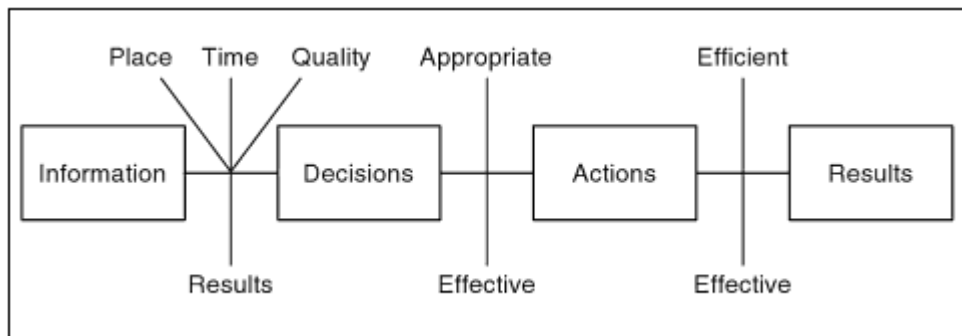 Place Time Quality Appropriate Efficient
Information Decisions Actions Results
Results Effective Effective